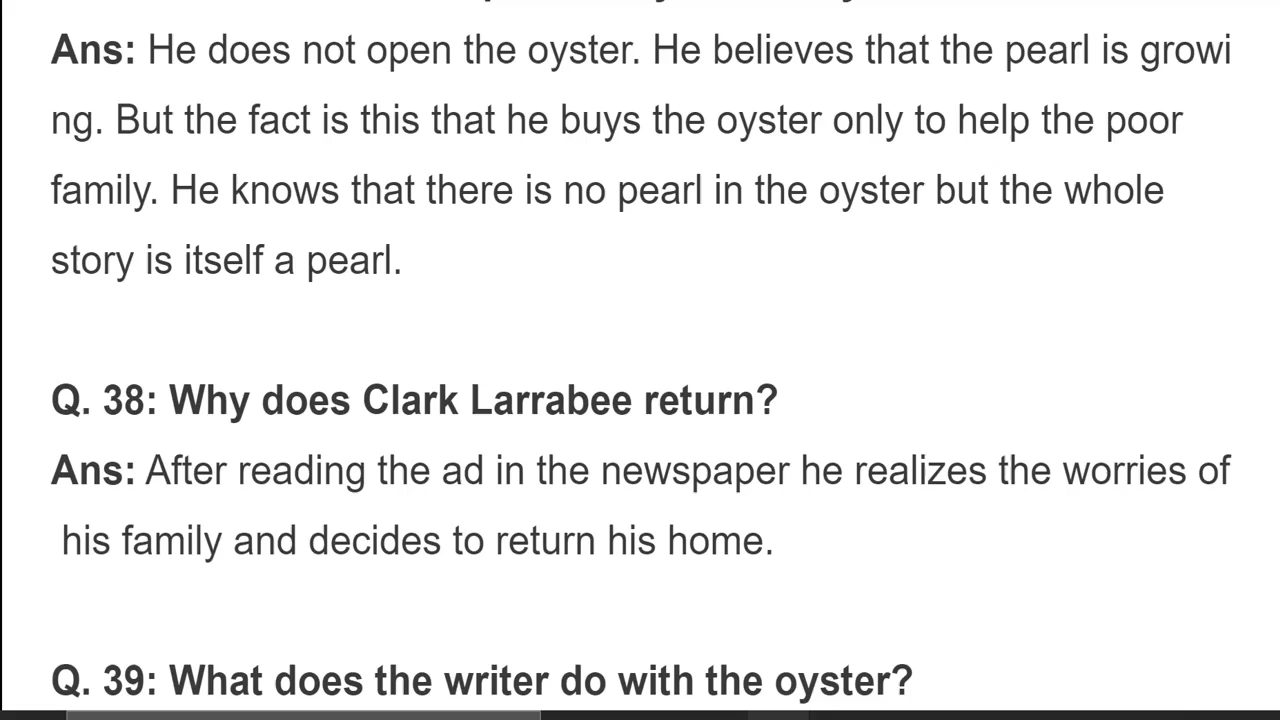 Ans: He does not open the oyster. He believes that the pearl is growi
ng. But the fact is this that he buys the oyster only to help the poor
family. He knows that there is no pearl in the oyster but the whole
story is itself a pearl.
Q. 38: Why does Clark Larrabee return?
Ans: After reading the ad in the newspaper he realizes the worries of
his family and decides to return his home.
Q. 39: What does the writer do with the oyster?